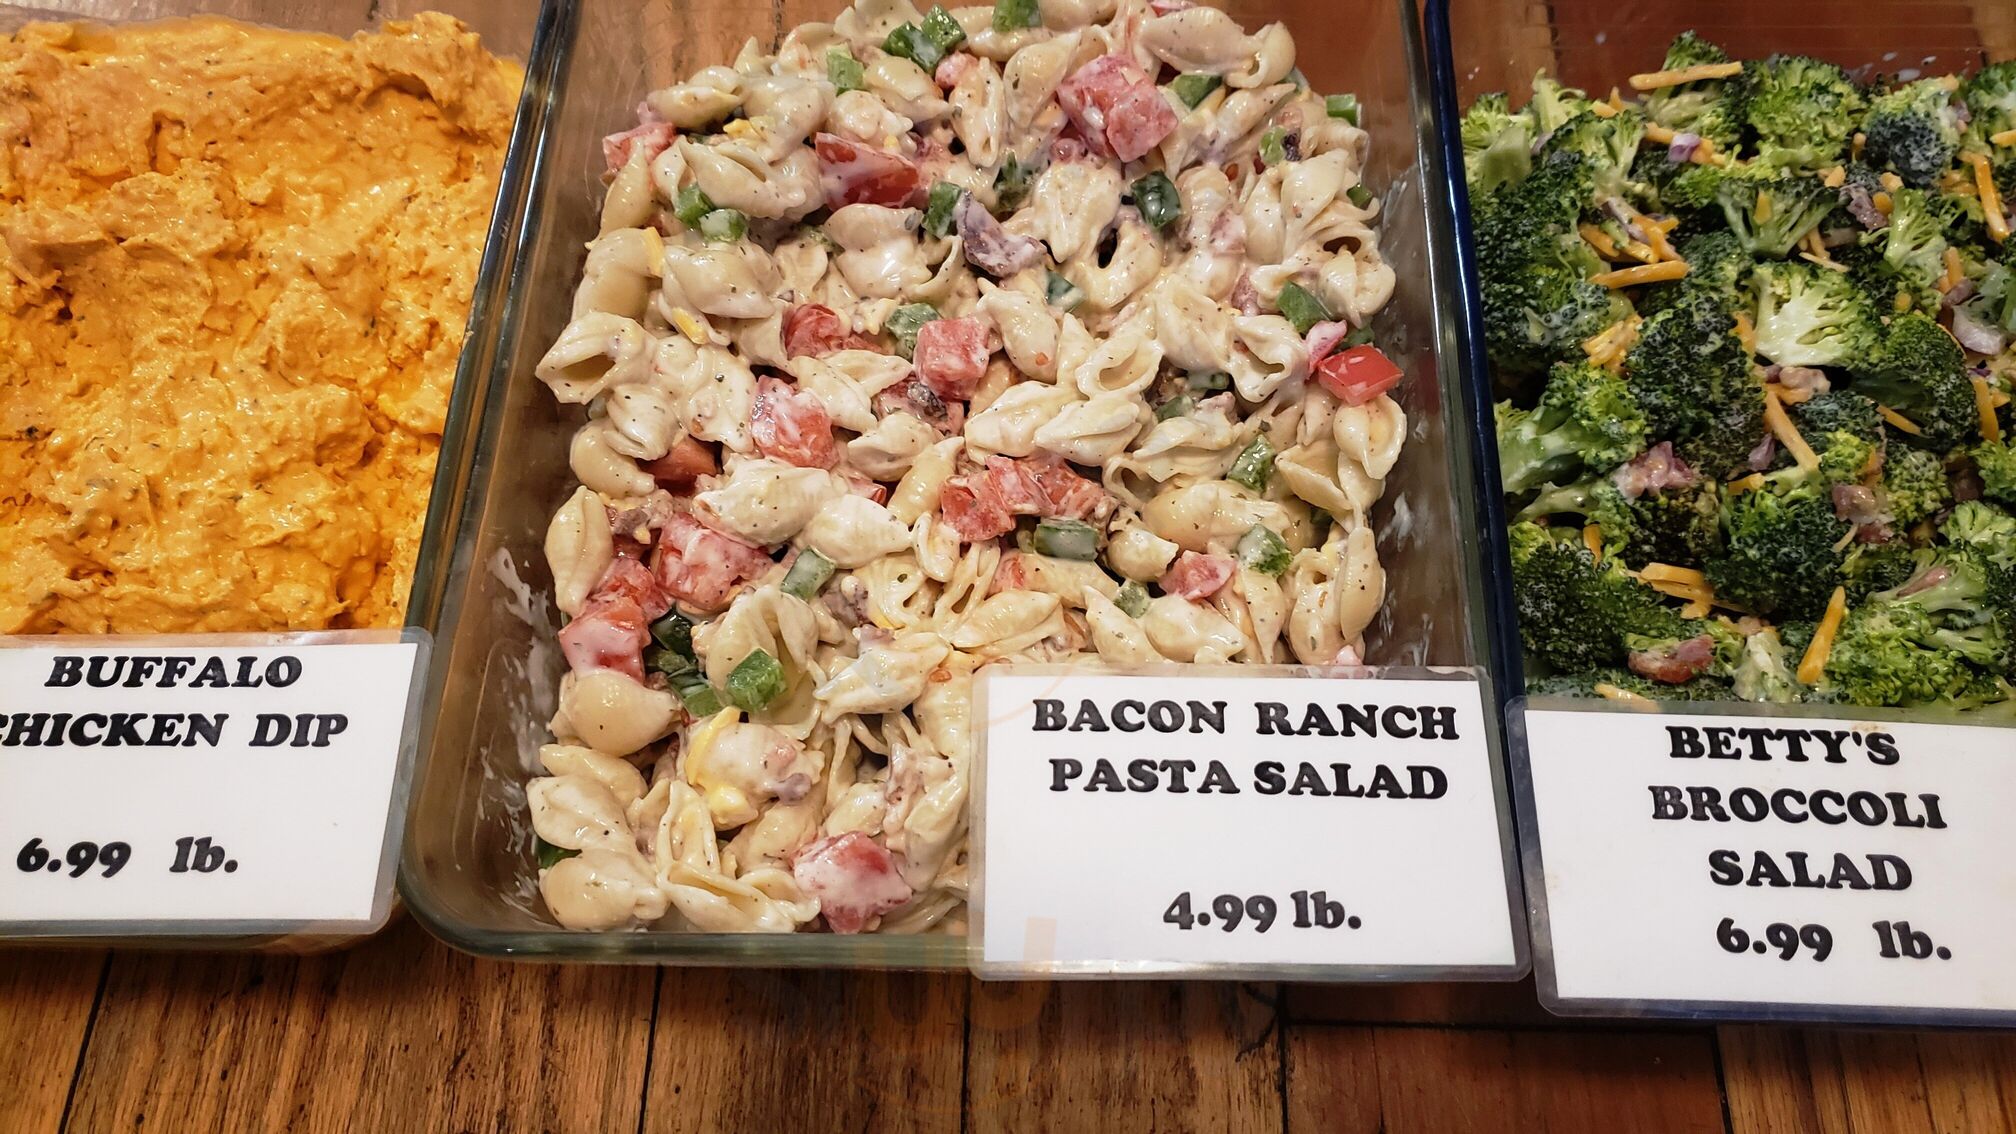 BUFFALO
CHICKEN DIP
6.99 lb.
BACON RANCH
PASTA SALAD
4.99 lb.
BETTY'S
BROCCOLI
SALAD
6.99 lb.